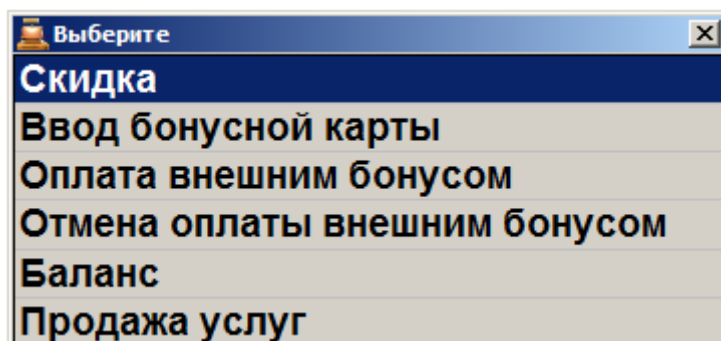 Выберите
Скидка
Ввод бонусной карты
Оплата внешним бонусом
Отмена оплаты внешним бонусом
Баланс
Продажа услуг